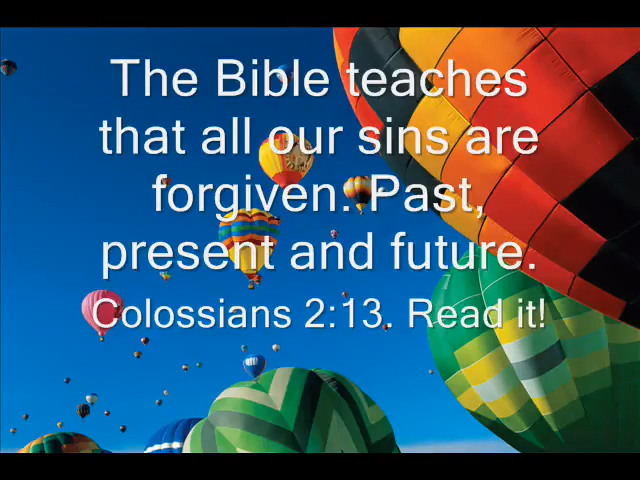 The Bible teaches
that all our sins are
forgiven. Past,
present and future.
Colossians 2:13. Read it!